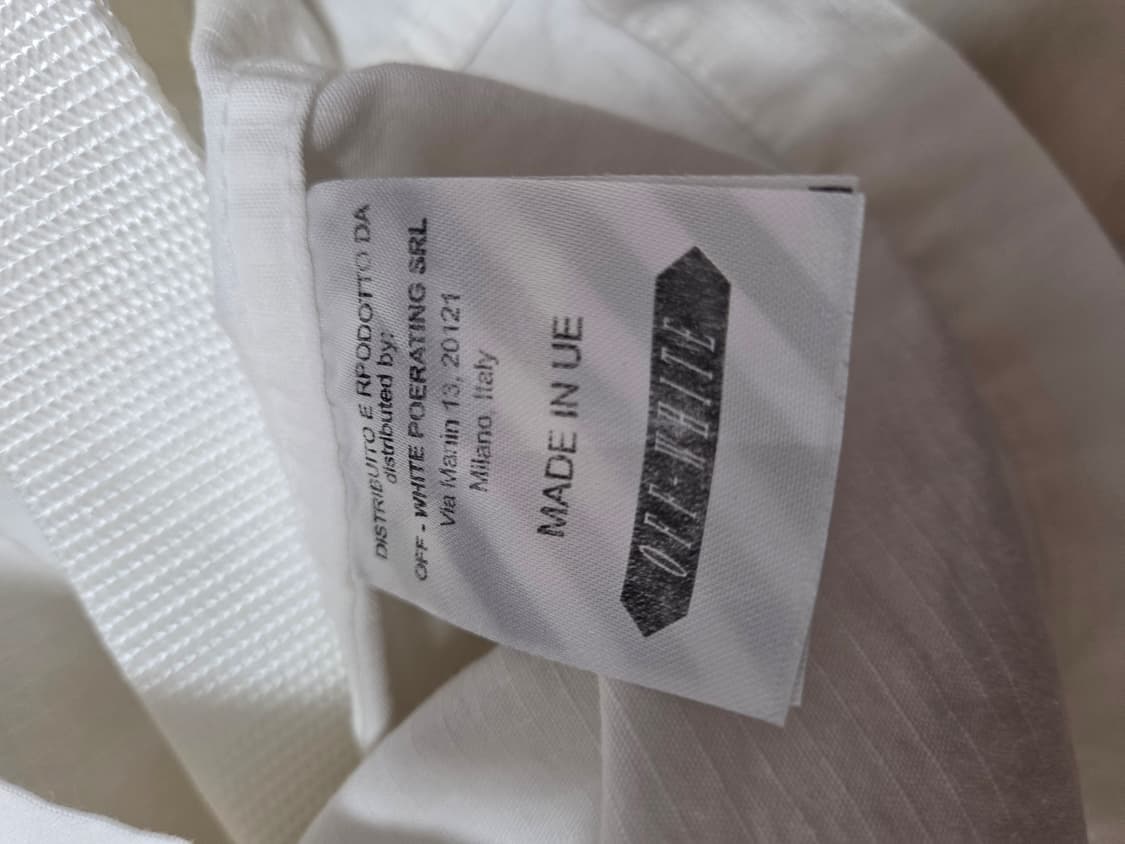 DISTRIBUITO E RPODOTTO DA
distributed by:
OFF - WHITE POERATING SRL
Via Manin 13, 20121
Milano, Italy
MADE IN UE
OFF-WHITE